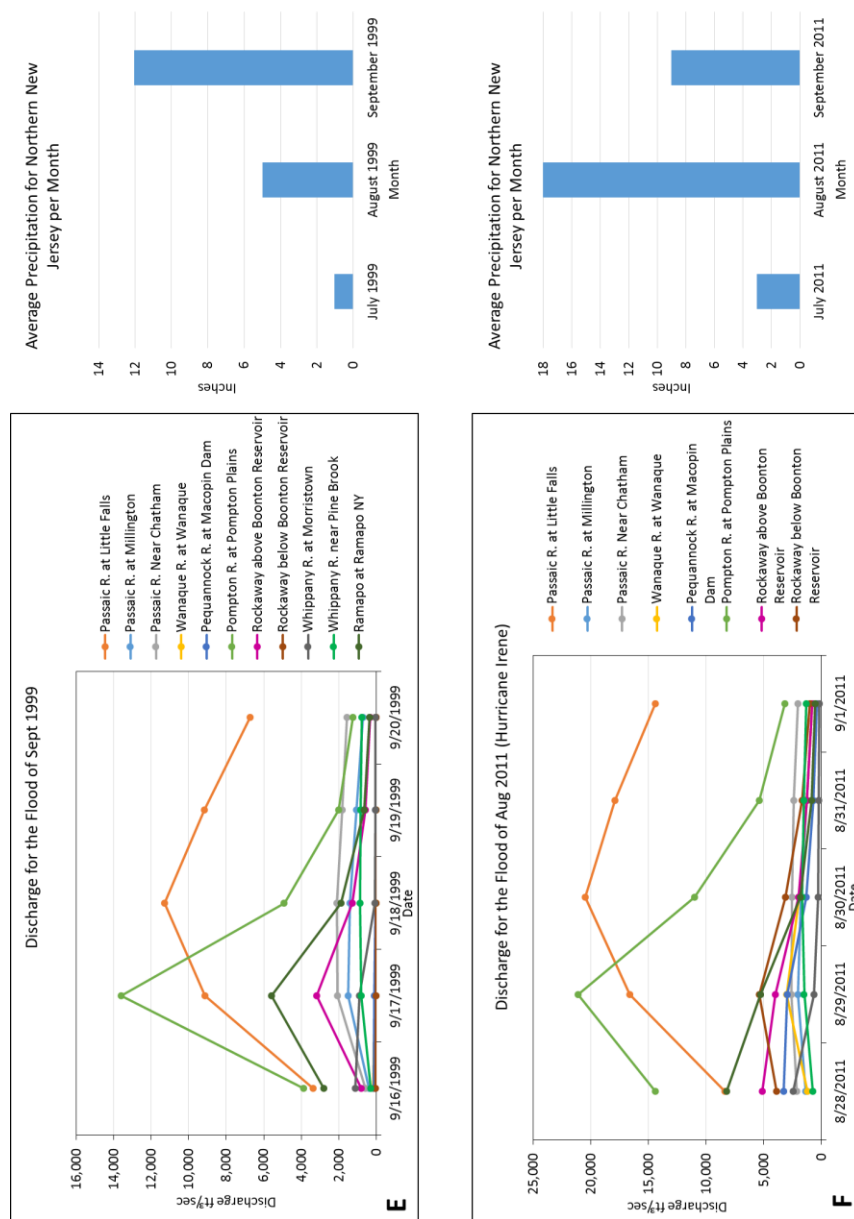 Discharge for the Flood of Sept 1999
16,000
14,000
12,000
10,000
8,000
6,000
4,000
2,000
0
Discharge ft³/sec
9/16/1999
9/17/1999
9/18/1999
9/19/1999
9/20/1999
Date
Passaic R. at Little Falls
Passaic R. at Millington
Passaic R. Near Chatham
Wanaque R. at Wanaque
Pequannock R. at Macopin Dam
Pompton R. at Pompton Plains
Rockaway above Boonton Reservoir
Rockaway below Boonton Reservoir
Whippany R. at Morristown
Whippany R. near Pine Brook
Ramapo at Ramapo NY
E
Average Precipitation for Northern New
Jersey per Month
14
12
10
8
6
4
2
0
Inches
July 1999
August 1999
September 1999
Month
Discharge for the Flood of Aug 2011 (Hurricane Irene)
25,000
20,000
15,000
10,000
5,000
0
Discharge ft³/sec
8/28/2011
8/29/2011
8/30/2011
8/31/2011
9/1/2011
Date
Passaic R. at Little Falls
Passaic R. at Millington
Passaic R. Near Chatham
Wanaque R. at Wanaque
Pequannock R. at Macopin
Dam
Pompton R. at Pompton Plains
Rockaway above Boonton
Reservoir
Rockaway below Boonton
Reservoir
F
Average Precipitation for Northern New
Jersey per Month
18
16
14
12
10
8
6
4
2
0
Inches
July 2011
August 2011
September 2011
Month